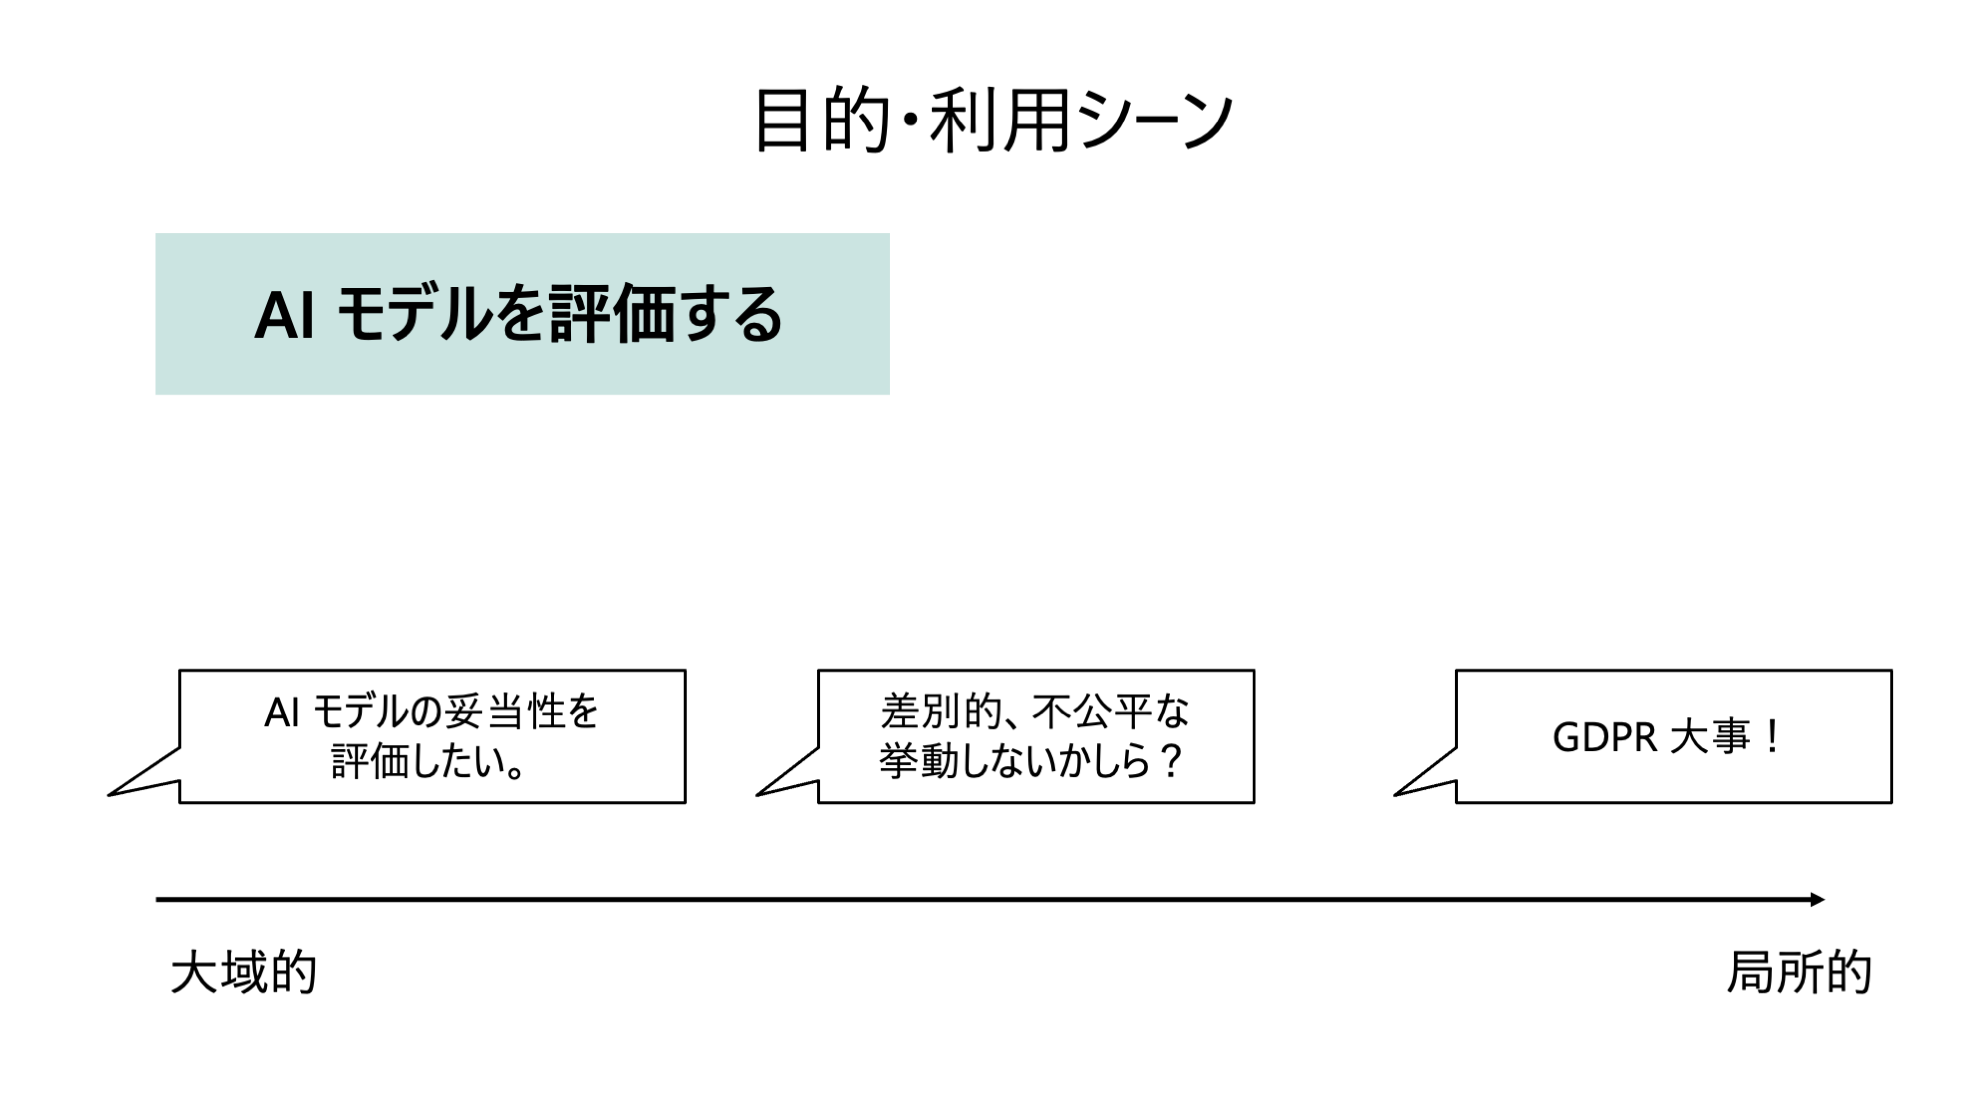 目的・利用シーン
AI モデルを評価する
AI モデルの妥当性を
評価したい。
差別的、不公平な
挙動しないかしら？
GDPR 大事！
大域的
局所的